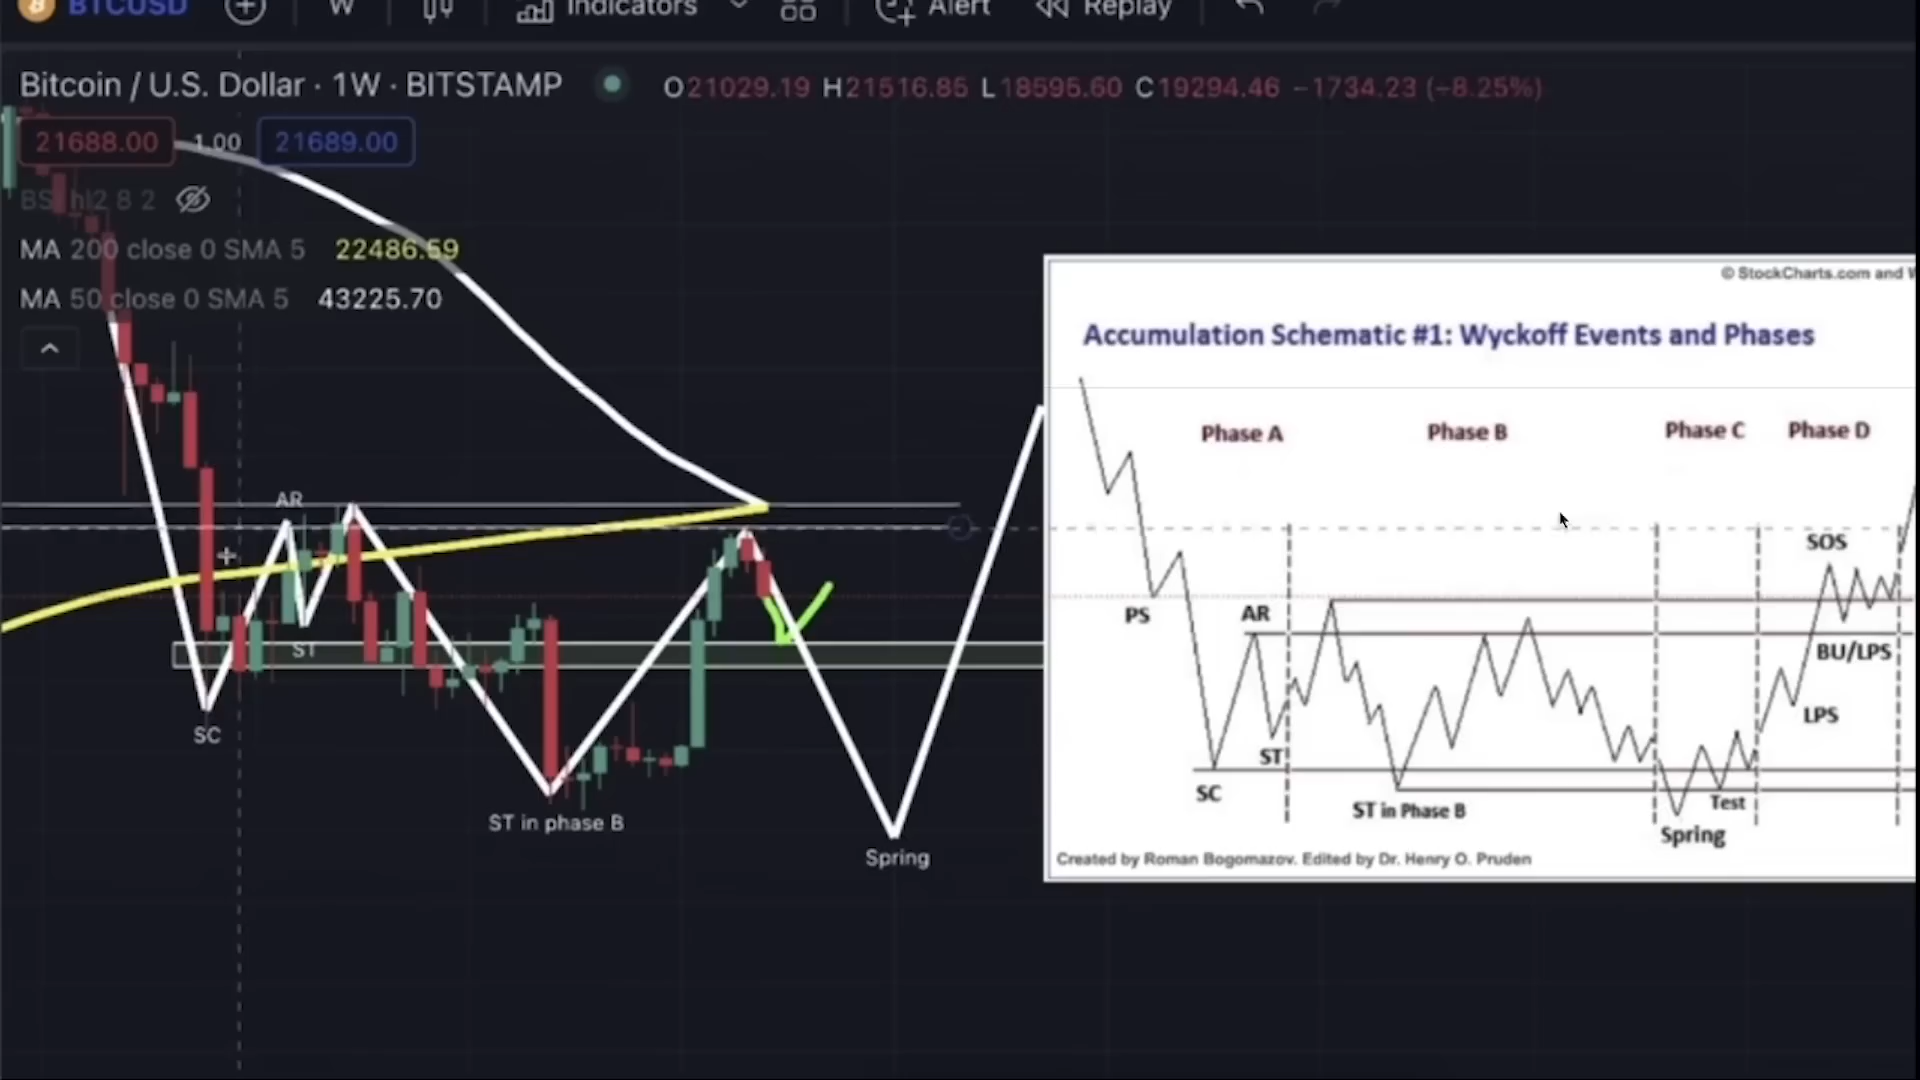 BTCUSD W Indicators Alert Replay
Bitcoin / U.S. Dollar · 1W · BITSTAMP O21029.19 H21516.85 L18595.60 C19294.46 −1734.23 (−8.25%)
21688.00 1.00 21689.00
BS hl2 8 2
MA 200 close 0 SMA 5 22486.59
MA 50 close 0 SMA 5 43225.70
AR
ST
SC
ST in phase B
Spring
© StockCharts.com and
Accumulation Schematic #1: Wyckoff Events and Phases
Phase A Phase B Phase C Phase D
SOS
PS AR
BU/LPS
LPS
ST
SC
ST in Phase B
Test
Spring
Created by Roman Bogomazov. Edited by Dr. Henry O. Pruden